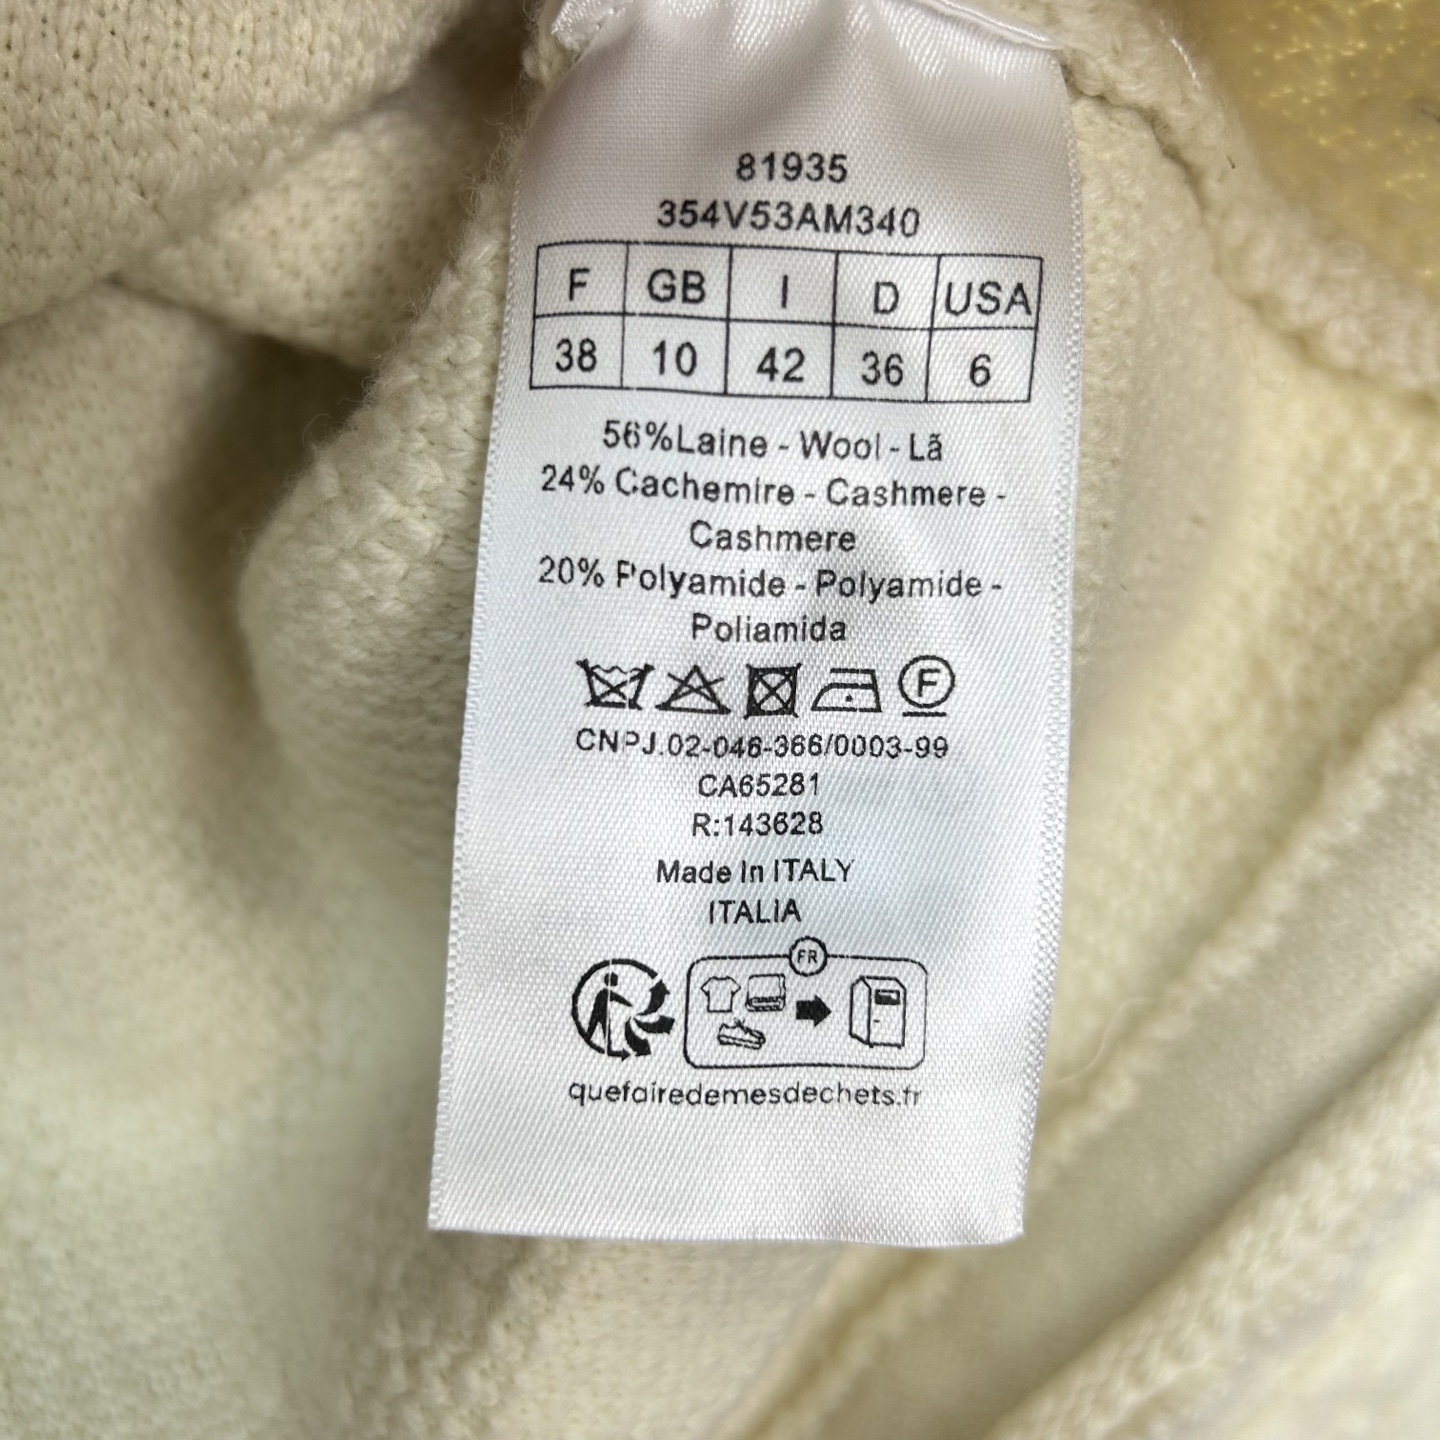 81935
354V53AM340
F GB I D USA
38 10 42 36 6
56%Laine - Wool - Lã
24% Cachemire - Cashmere -
Cashmere
20% Polyamide - Polyamide -
Poliamida
F
CNPJ.02-046-366/0003-99
CA65281
R:143628
Made In ITALY
ITALIA
FR
quefairedemesdechets.fr